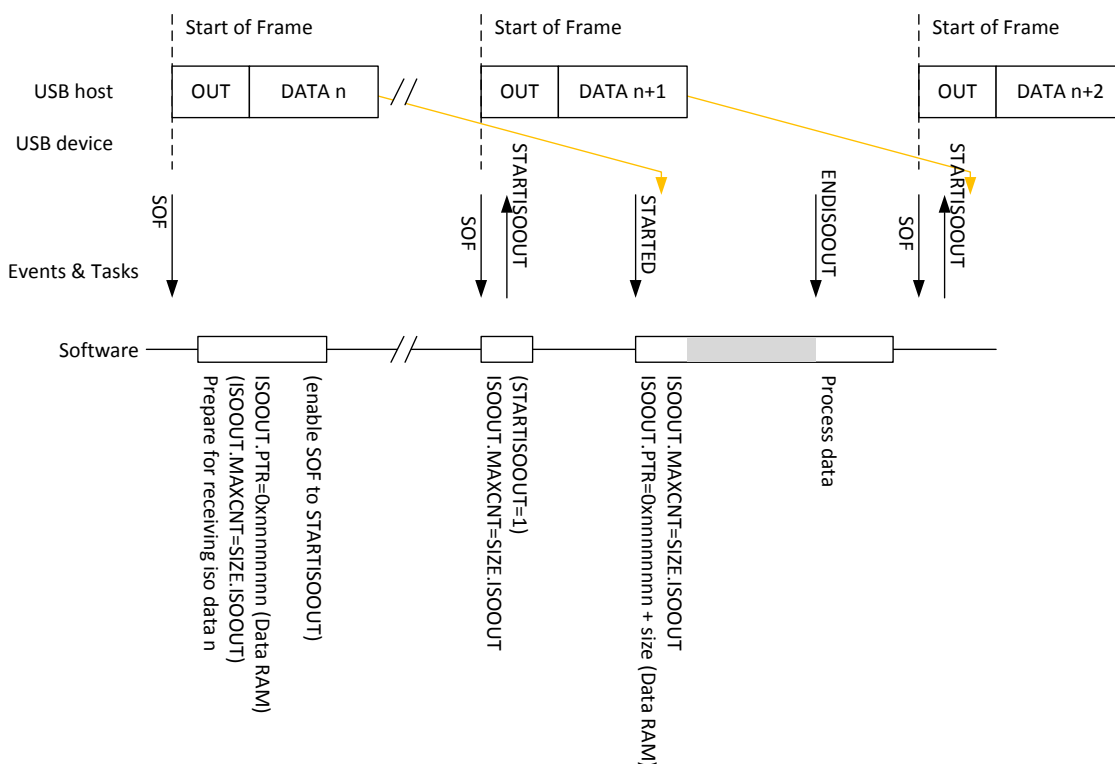 Start of Frame
Start of Frame
Start of Frame
USB host
OUT
DATA n
OUT
DATA n+1
OUT
DATA n+2
USB device
SOF
SOF
STARTISOOUT
STARTED
ENDISOOUT
SOF
STARTISOOUT
Events & Tasks
Software
Prepare for receiving iso data n
(ISOOUT.MAXCNT=SIZE.ISOOUT)
ISOOUT.PTR=0xnnnnnnnn (Data RAM)
(enable SOF to STARTISOOUT)
ISOOUT.MAXCNT=SIZE.ISOOUT
(STARTISOOUT=1)
ISOOUT.PTR=0xnnnnnnnn + size (Data RAM)
ISOOUT.MAXCNT=SIZE.ISOOUT
Process data